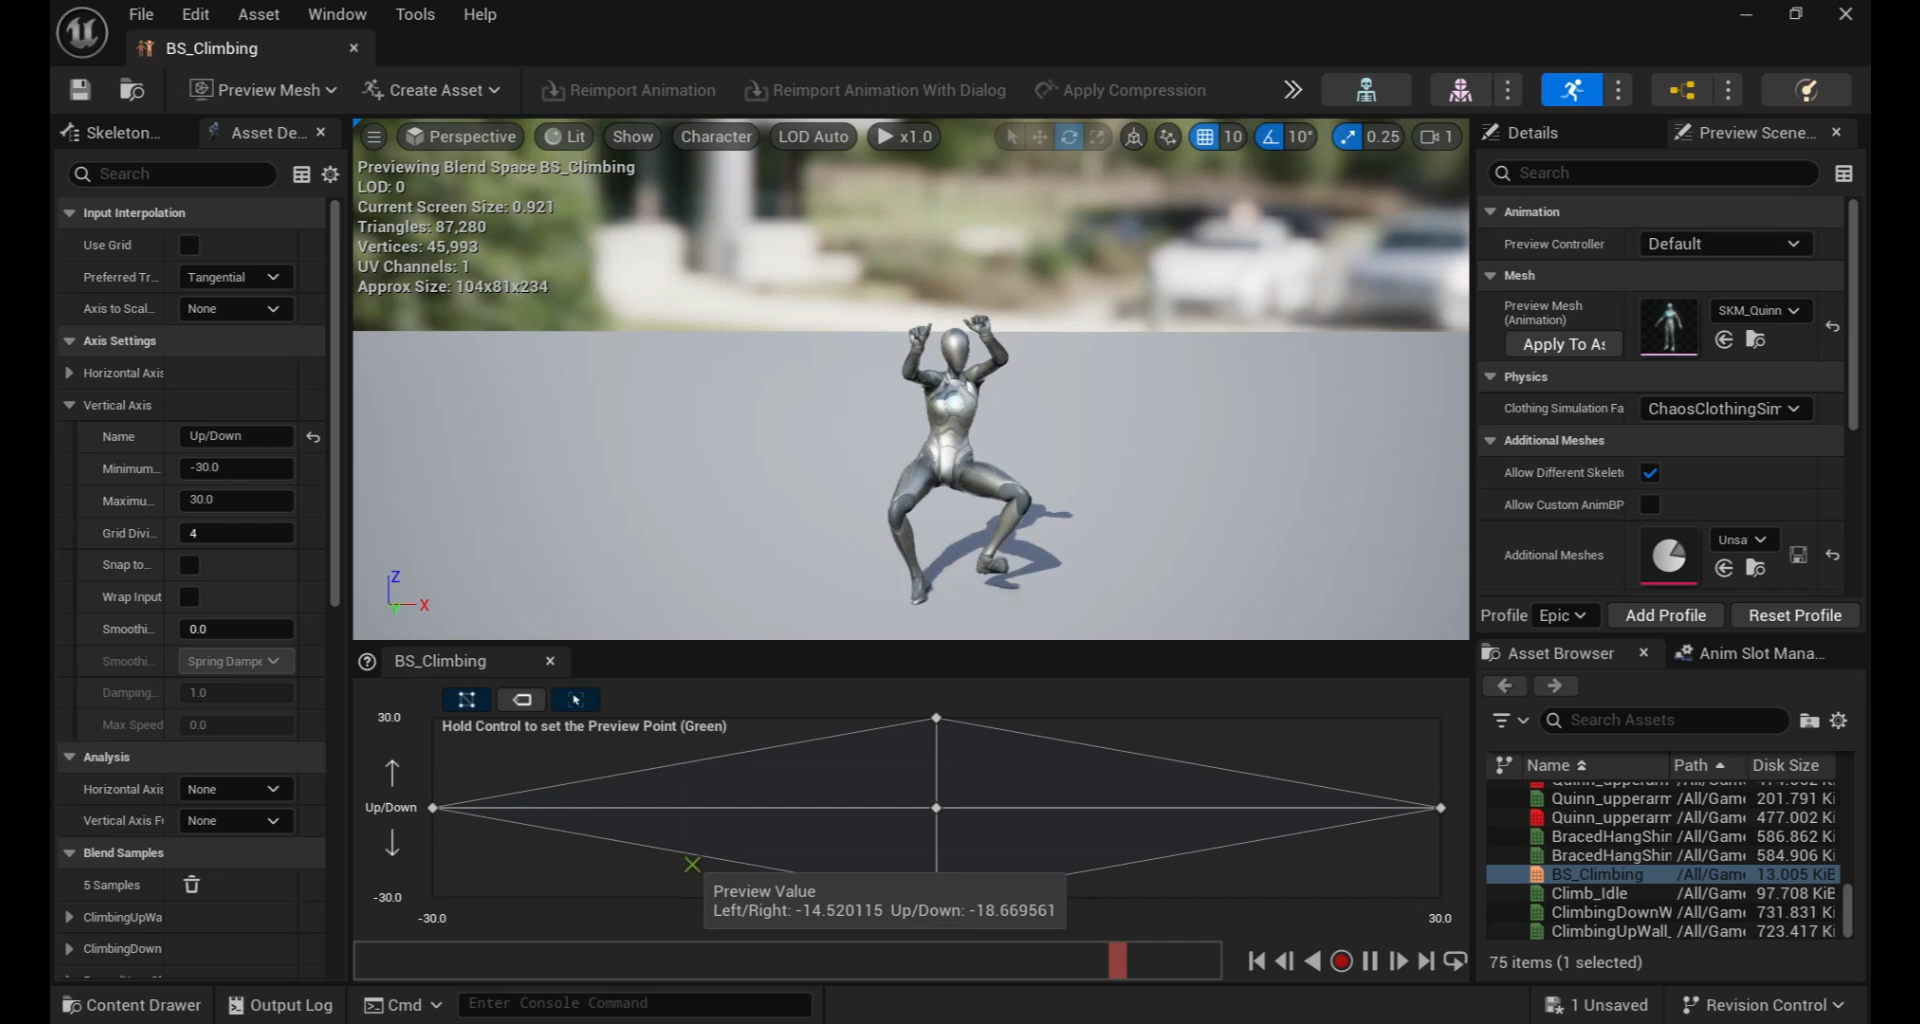 File Edit Asset Window Tools Help
BS_Climbing
Preview Mesh Create Asset Reimport Animation Reimport Animation With Dialog Apply Compression
Skeleton... Asset De...
Search
Input Interpolation
Use Grid
Preferred Tr... Tangential
Axis to Scal... None
Axis Settings
Horizontal Axis
Vertical Axis
Name Up/Down
Minimum... -30.0
Maximu... 30.0
Grid Divi... 4
Snap to...
Wrap Input
Smoothi... 0.0
Smoothi... Spring Dampe
Damping... 1.0
Max Speed 0.0
Analysis
Horizontal Axis None
Vertical Axis Fu None
Blend Samples
5 Samples
ClimbingUpWa
ClimbingDown
Perspective Lit Show Character LOD Auto x1.0 10 10° 0.25 1
Previewing Blend Space BS_Climbing
LOD: 0
Current Screen Size: 0.921
Triangles: 87,280
Vertices: 45,993
UV Channels: 1
Approx Size: 104x81x234
Z
Y X
BS_Climbing
30.0 Hold Control to set the Preview Point (Green)
Up/Down
-30.0
-30.0 30.0
Preview Value
Left/Right: -14.520115 Up/Down: -18.669561
Details Preview Scene...
Search
Animation
Preview Controller Default
Mesh
Preview Mesh
(Animation)
SKM_Quinn
Apply To As
Physics
Clothing Simulation Fa ChaosClothingSim
Additional Meshes
Allow Different Skelet
Allow Custom AnimBP
Additional Meshes Unsa
Profile Epic Add Profile Reset Profile
Asset Browser Anim Slot Mana...
Search Assets
Name Path Disk Size
Quinn_upperarm /All/Game 201.791 Ki
Quinn_upperarm /All/Game 477.002 Ki
BracedHangShin /All/Game 586.862 Ki
BracedHangShin /All/Game 584.906 Ki
BS_Climbing /All/Game 13.005 KiB
Climb_Idle /All/Game 97.708 KiB
ClimbingDownW /All/Game 731.831 Ki
ClimbingUpWall_ /All/Game 723.417 Ki
75 items (1 selected)
Content Drawer Output Log Cmd Enter Console Command 1 Unsaved Revision Control